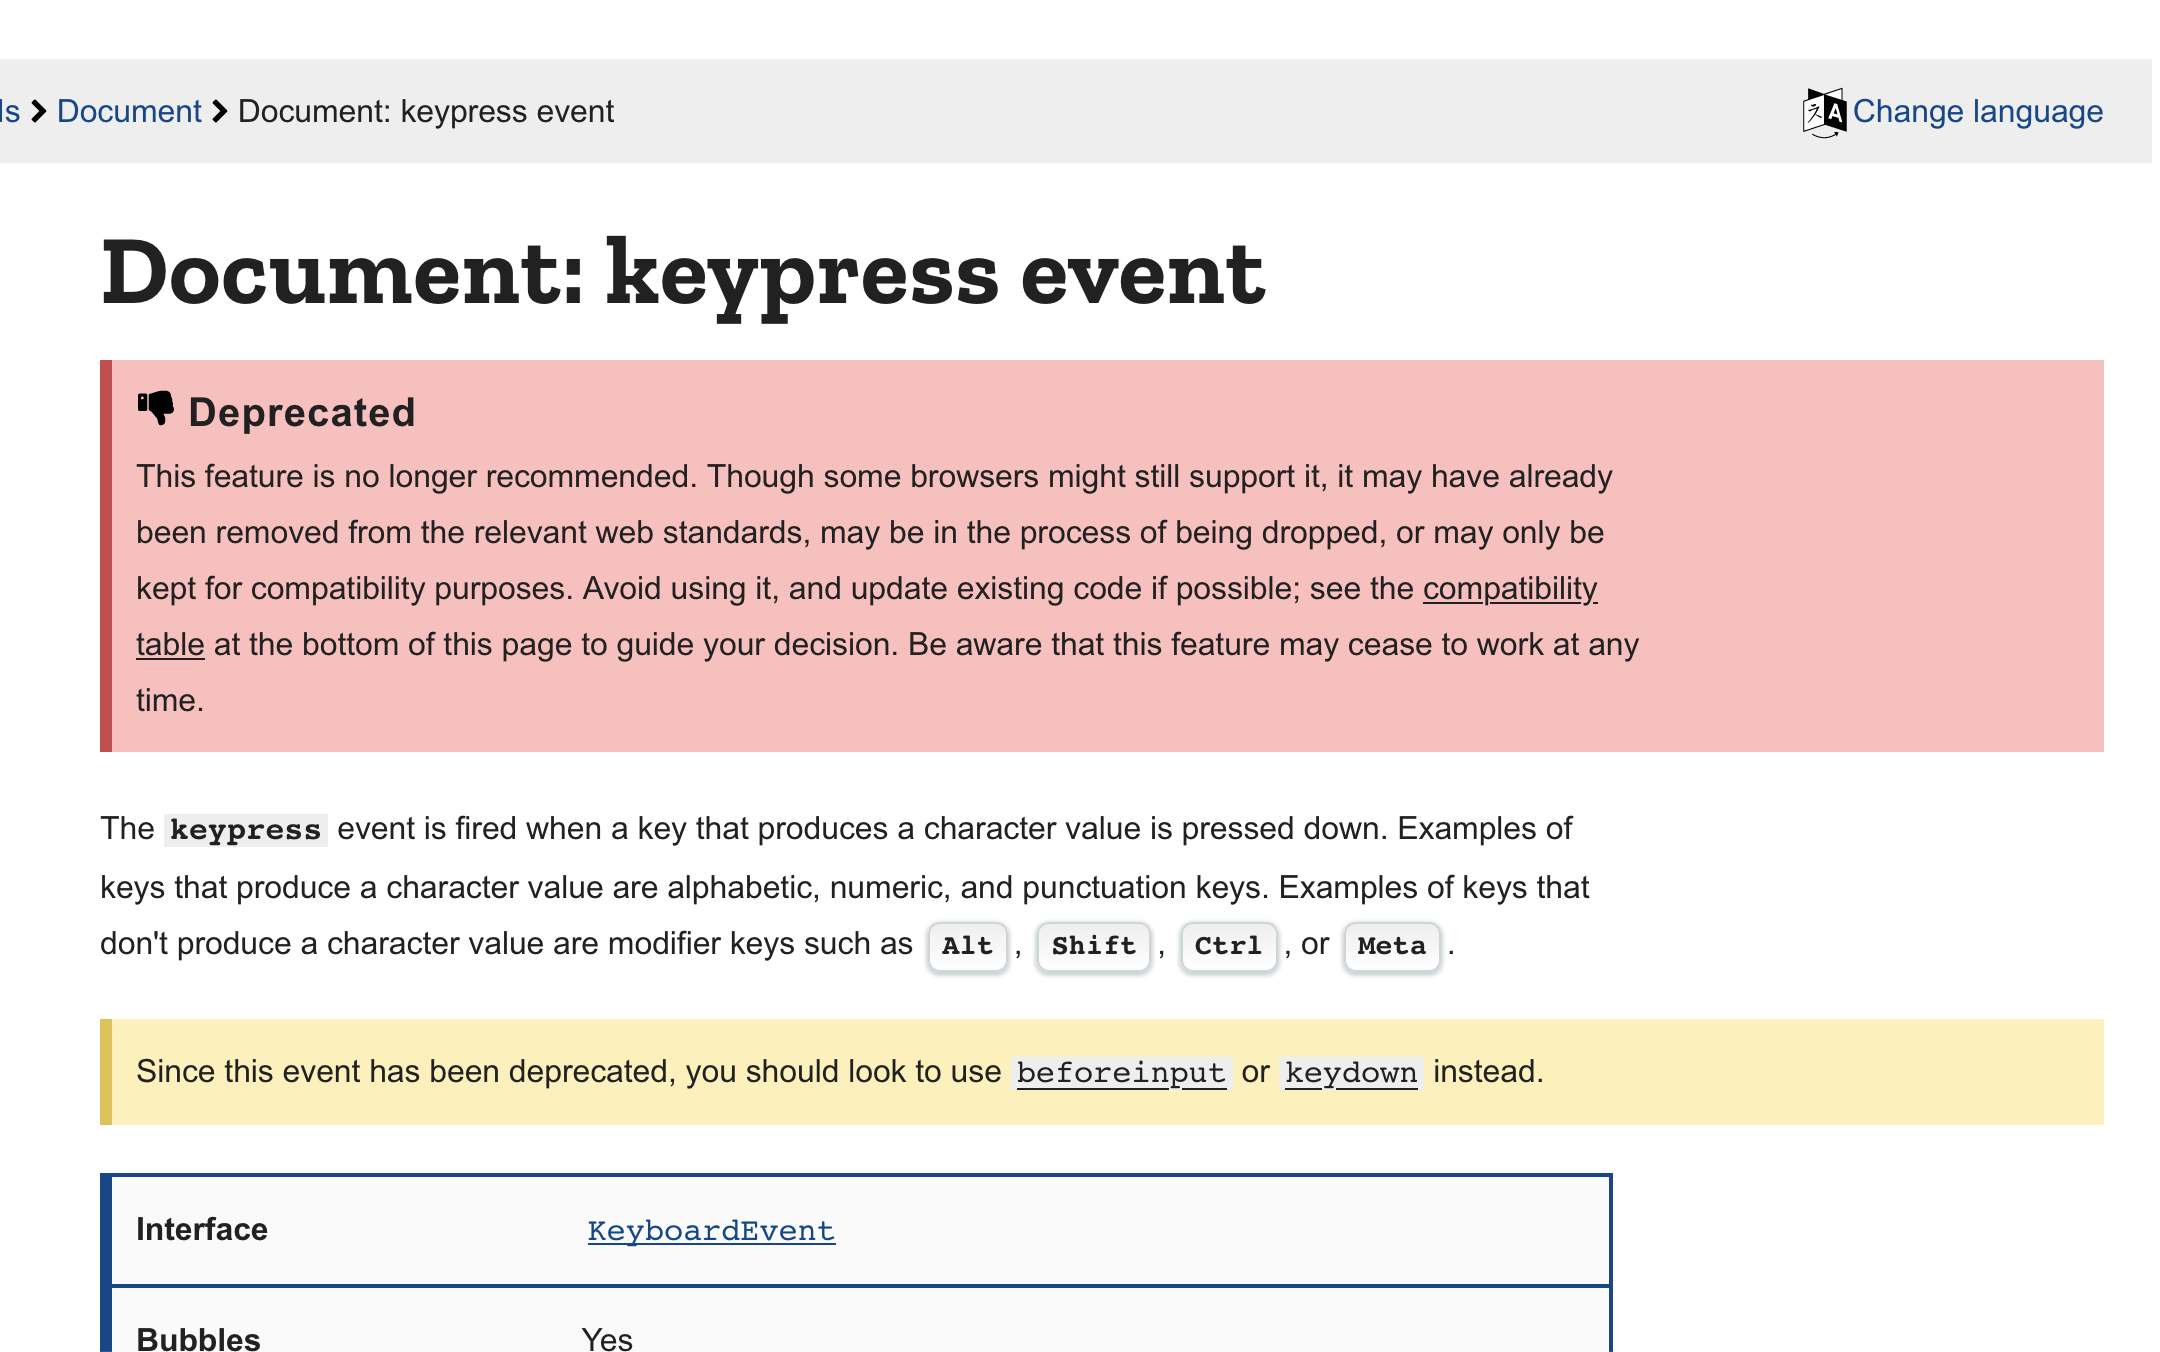 ls > Document > Document: keypress event
Change language
Document: keypress event
Deprecated
This feature is no longer recommended. Though some browsers might still support it, it may have already
been removed from the relevant web standards, may be in the process of being dropped, or may only be
kept for compatibility purposes. Avoid using it, and update existing code if possible; see the compatibility
table at the bottom of this page to guide your decision. Be aware that this feature may cease to work at any
time.
The keypress event is fired when a key that produces a character value is pressed down. Examples of
keys that produce a character value are alphabetic, numeric, and punctuation keys. Examples of keys that
don't produce a character value are modifier keys such as Alt, Shift, Ctrl, or Meta.
Since this event has been deprecated, you should look to use beforeinput or keydown instead.
Interface KeyboardEvent
Bubbles Yes